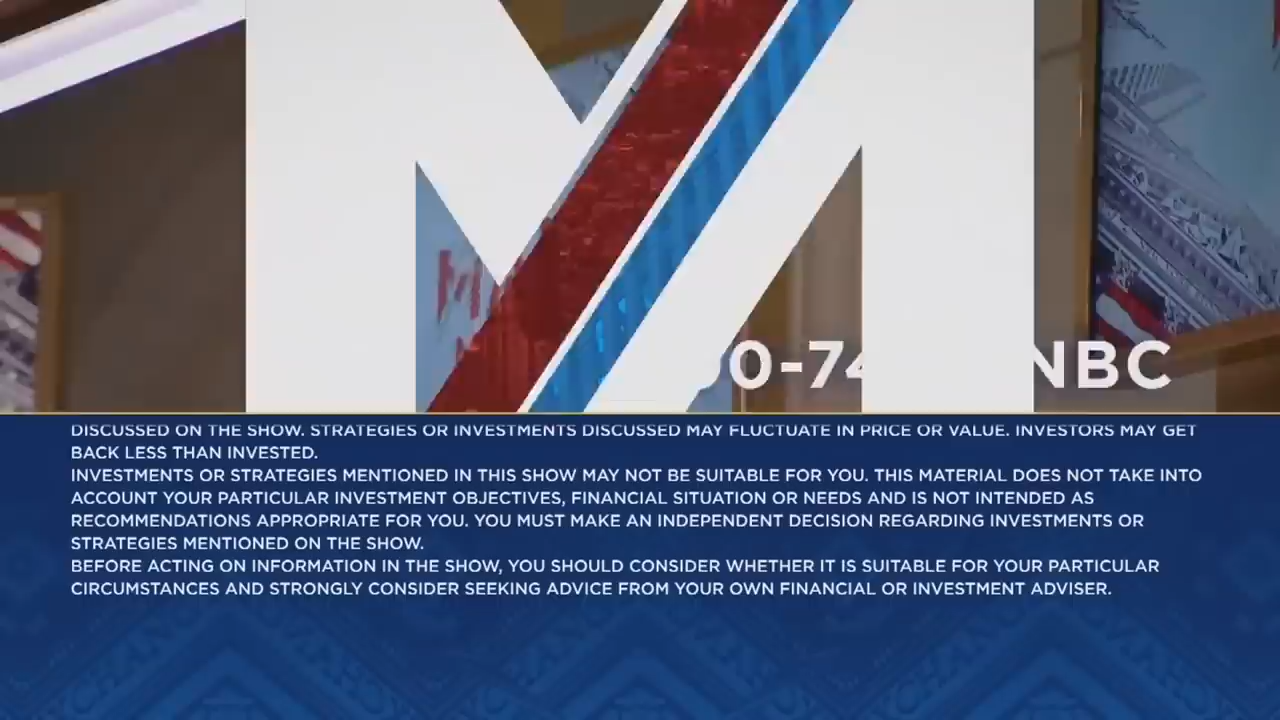 M
0-74
NBC
DISCUSSED ON THE SHOW. STRATEGIES OR INVESTMENTS DISCUSSED MAY FLUCTUATE IN PRICE OR VALUE. INVESTORS MAY GET
BACK LESS THAN INVESTED.
INVESTMENTS OR STRATEGIES MENTIONED IN THIS SHOW MAY NOT BE SUITABLE FOR YOU. THIS MATERIAL DOES NOT TAKE INTO
ACCOUNT YOUR PARTICULAR INVESTMENT OBJECTIVES, FINANCIAL SITUATION OR NEEDS AND IS NOT INTENDED AS
RECOMMENDATIONS APPROPRIATE FOR YOU. YOU MUST MAKE AN INDEPENDENT DECISION REGARDING INVESTMENTS OR
STRATEGIES MENTIONED ON THE SHOW.
BEFORE ACTING ON INFORMATION IN THE SHOW, YOU SHOULD CONSIDER WHETHER IT IS SUITABLE FOR YOUR PARTICULAR
CIRCUMSTANCES AND STRONGLY CONSIDER SEEKING ADVICE FROM YOUR OWN FINANCIAL OR INVESTMENT ADVISER.